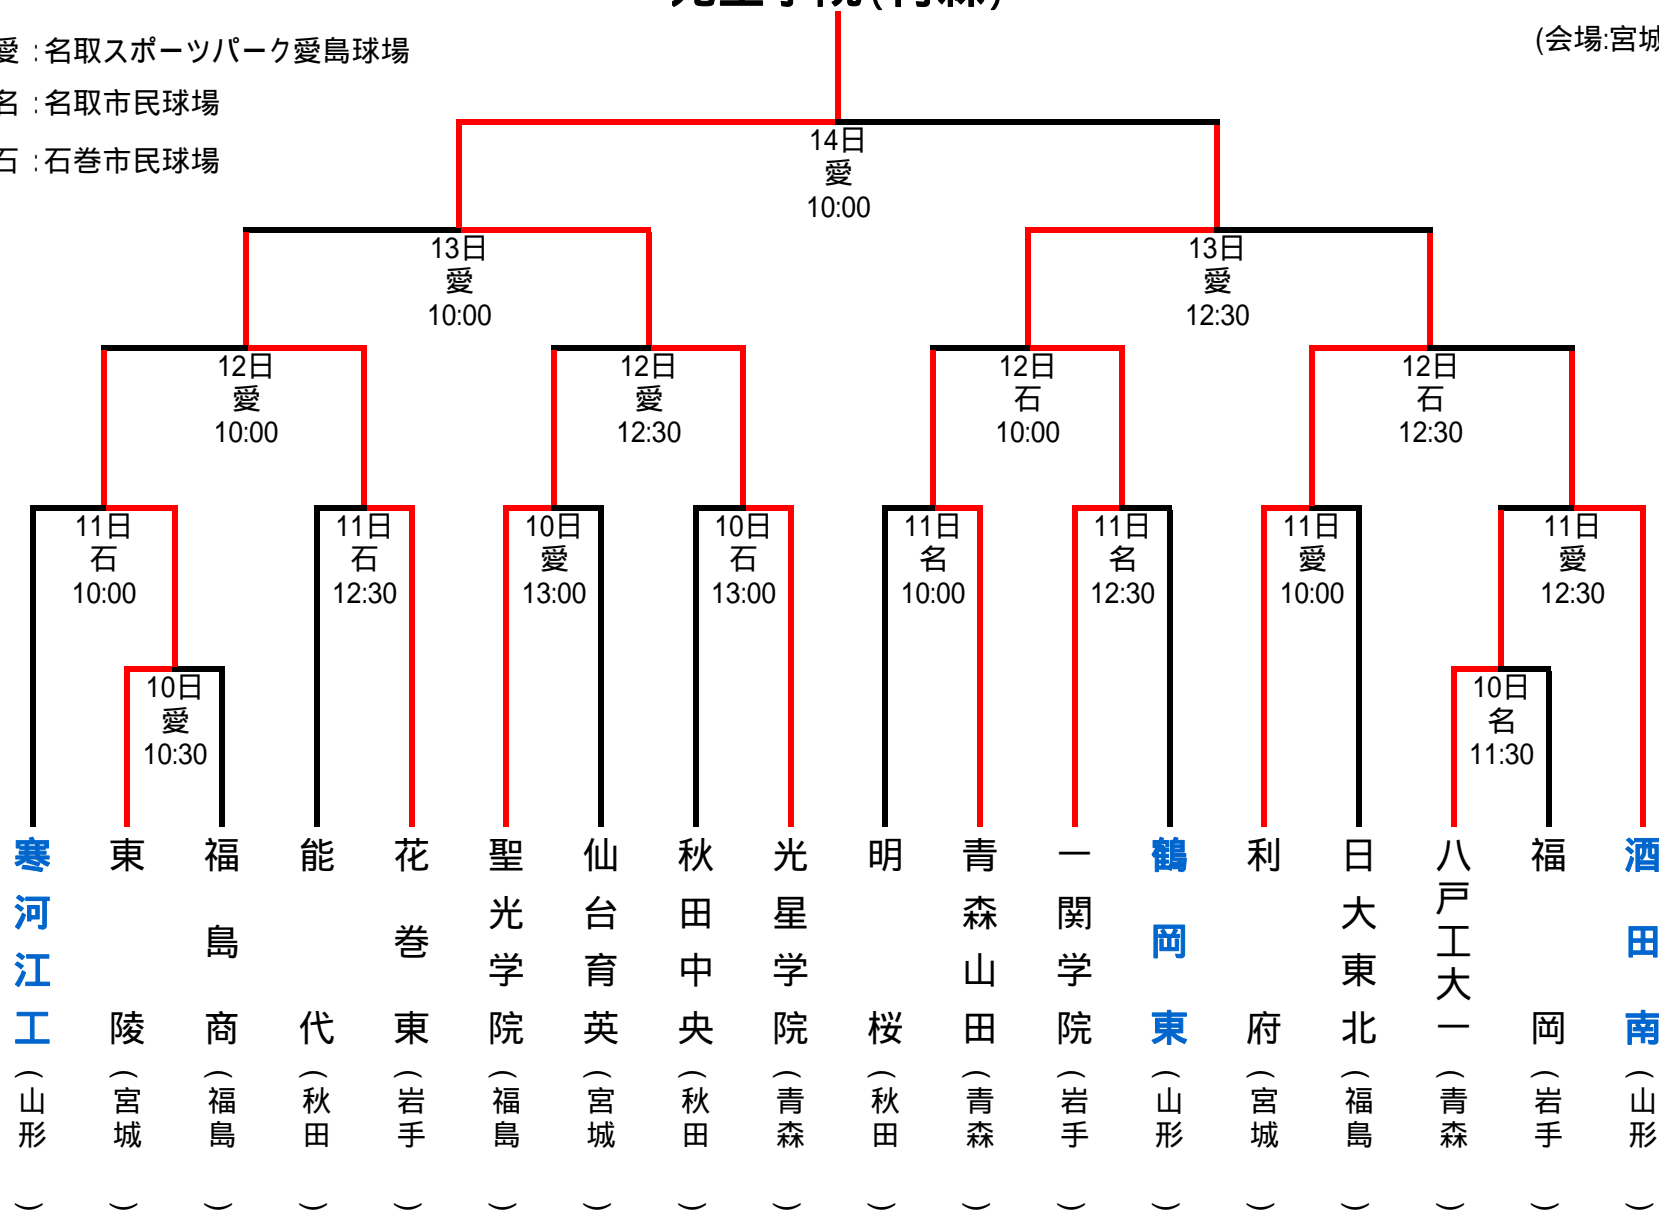 光星学院(青森)
愛:名取スポーツパーク愛島球場
(会場:宮城
名:名取市民球場
石:石巻市民球場
14日
愛
10:00
13日
愛
10:00
13日
愛
12:30
12日
愛
10:00
12日
愛
12:30
12日
石
10:00
12日
石
12:30
11日
石
10:00
11日
石
12:30
10日
愛
13:00
10日
石
13:00
11日
名
10:00
11日
名
12:30
11日
愛
10:00
11日
愛
12:30
10日
愛
10:30
10日
名
11:30
寒河江工(山形)
東陵(宮城)
福島商(福島)
能代(秋田)
花巻東(岩手)
聖光学院(福島)
仙台育英(宮城)
秋田中央(秋田)
光星学院(青森)
明桜(秋田)
青森山田(青森)
一関学院(岩手)
鶴岡東(山形)
利府(宮城)
日大東北(福島)
八戸工大一(青森)
福岡(岩手)
酒田南(山形)